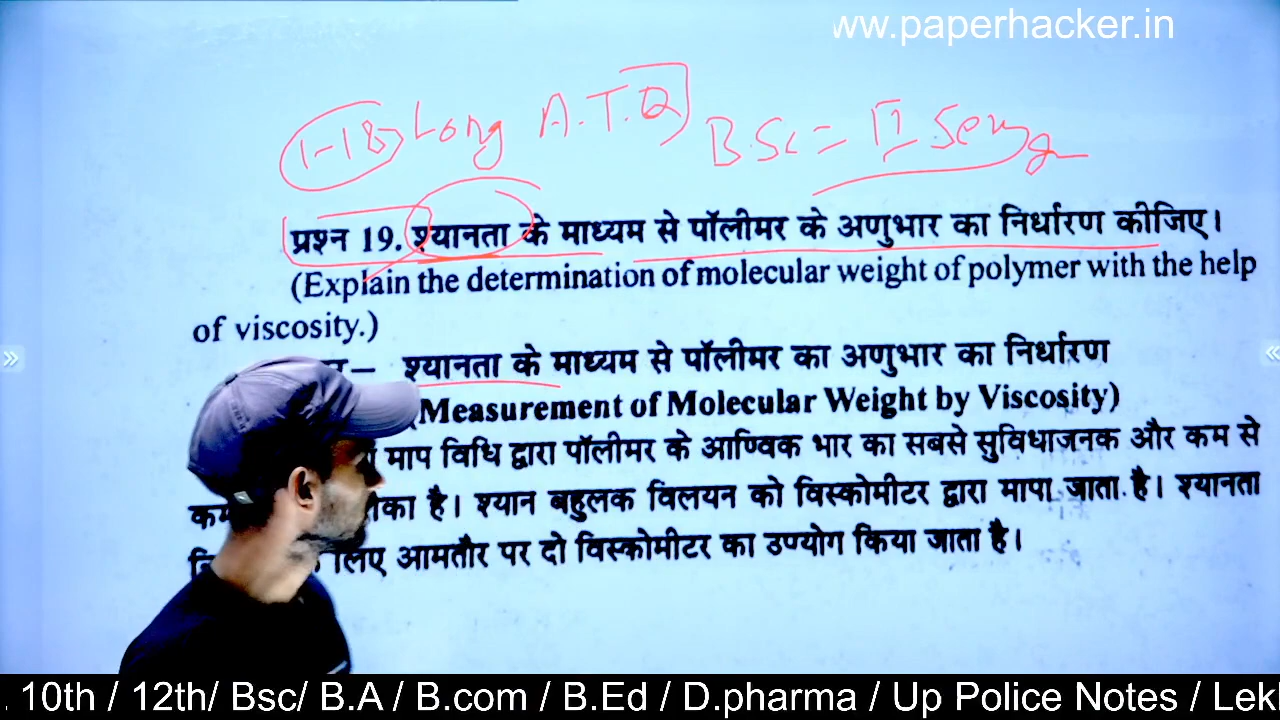 ww.paperhacker.in
1-18 Long A.T.Q B.Sc = II Sem
प्रश्न 19. श्यानता के माध्यम से पॉलीमर के अणुभार का निर्धारण कीजिए।
(Explain the determination of molecular weight of polymer with the help
of viscosity.)
– श्यानता के माध्यम से पॉलीमर का अणुभार का निर्धारण
(Measurement of Molecular Weight by Viscosity)
माप विधि द्वारा पॉलीमर के आण्विक भार का सबसे सुविधाजनक और कम से
है। श्यान बहुलक विलयन को विस्कोमीटर द्वारा मापा जाता है। श्यानता
लिए आमतौर पर दो विस्कोमीटर का उपयोग किया जाता है।
10th / 12th/ Bsc/ B.A / B.com / B.Ed / D.pharma / Up Police Notes / Lek